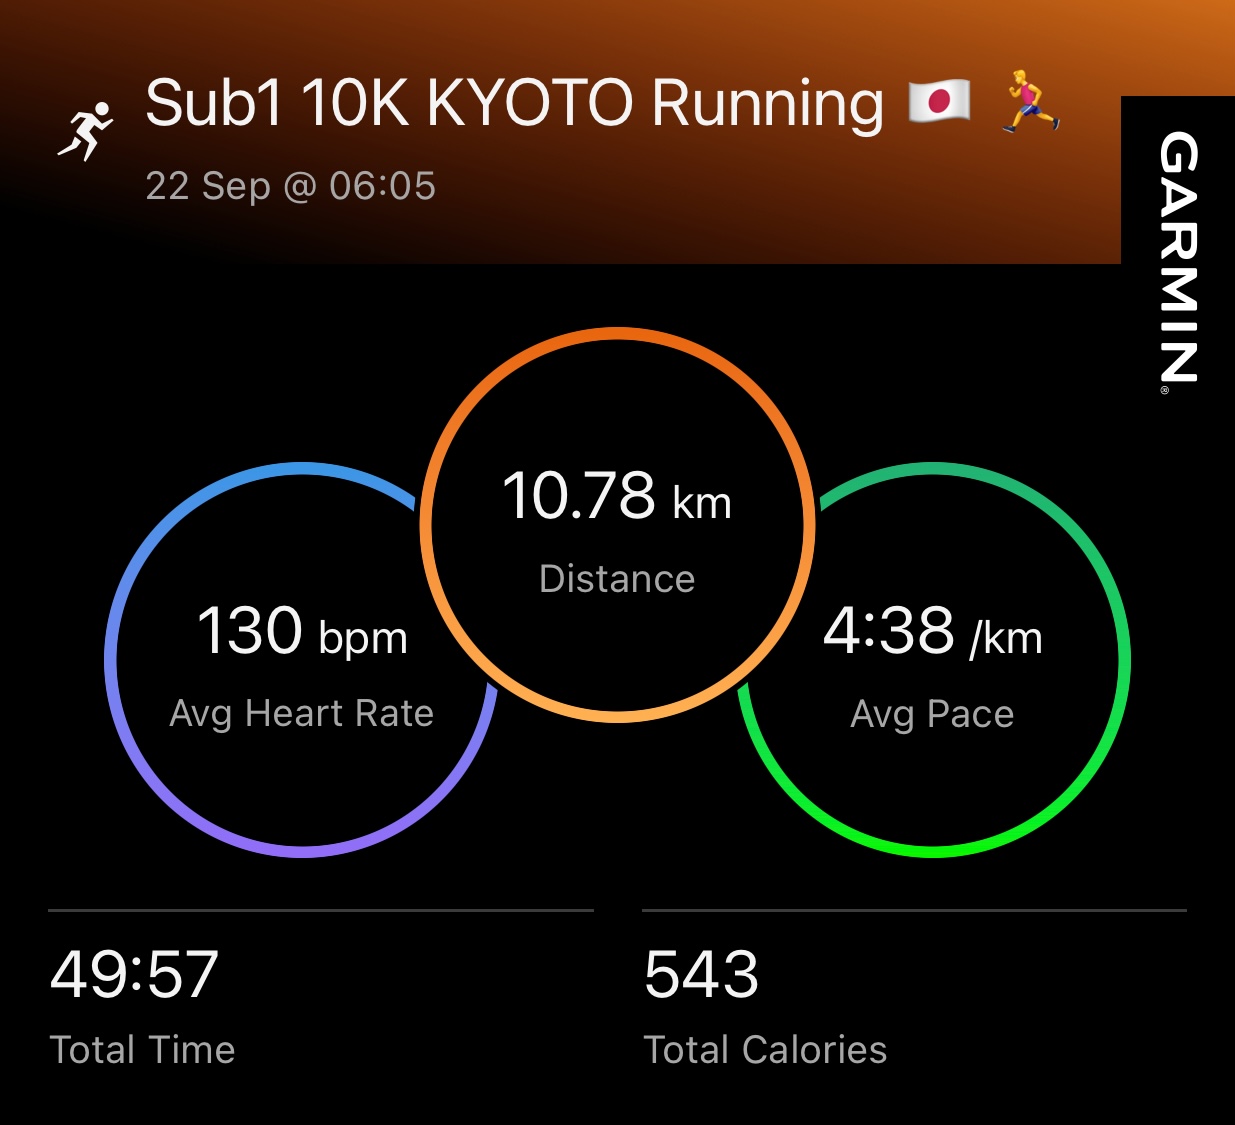 Sub1 10K KYOTO Running 🇯🇵 🏃
22 Sep @ 06:05
GARMIN®
10.78 km
Distance
130 bpm
Avg Heart Rate
4:38 /km
Avg Pace
49:57
Total Time
543
Total Calories